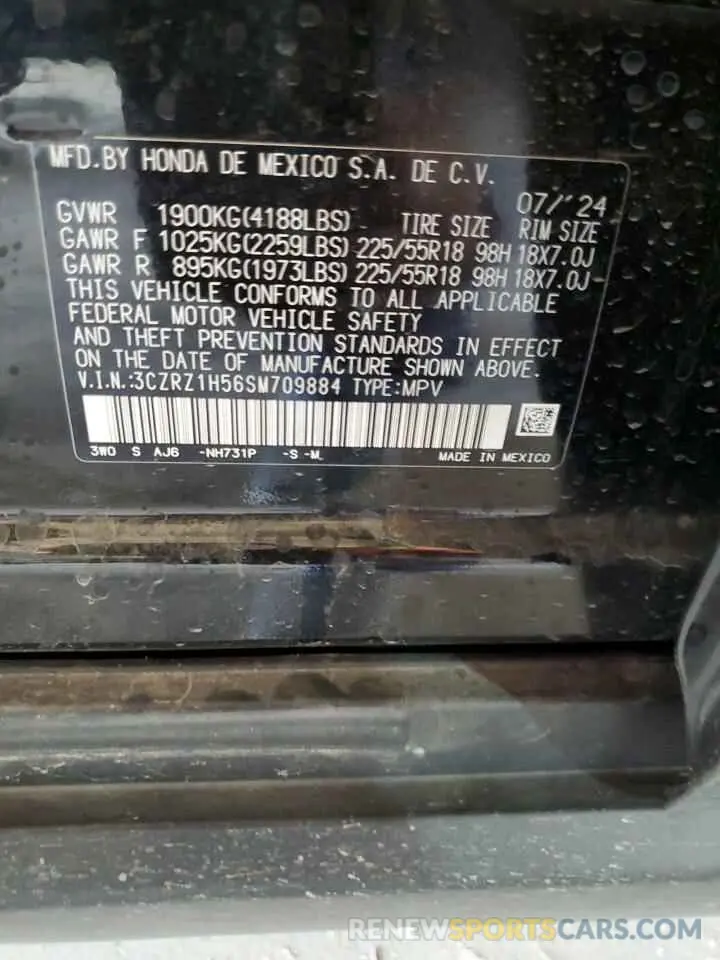 MFD.BY HONDA DE MEXICO S.A. DE C.V.
07/'24
GVWR 1900KG(4188LBS) TIRE SIZE RIM SIZE
GAWR F 1025KG(2259LBS) 225/55R18 98H 18X7.0J
GAWR R 895KG(1973LBS) 225/55R18 98H 18X7.0J
THIS VEHICLE CONFORMS TO ALL APPLICABLE
FEDERAL MOTOR VEHICLE SAFETY
AND THEFT PREVENTION STANDARDS IN EFFECT
ON THE DATE OF MANUFACTURE SHOWN ABOVE.
V.I.N.:3CZRZ1H56SM709884 TYPE:MPV
3W0 S AJ6 -NH731P -S -M. MADE IN MEXICO
RENEWSPORTSCARS.COM